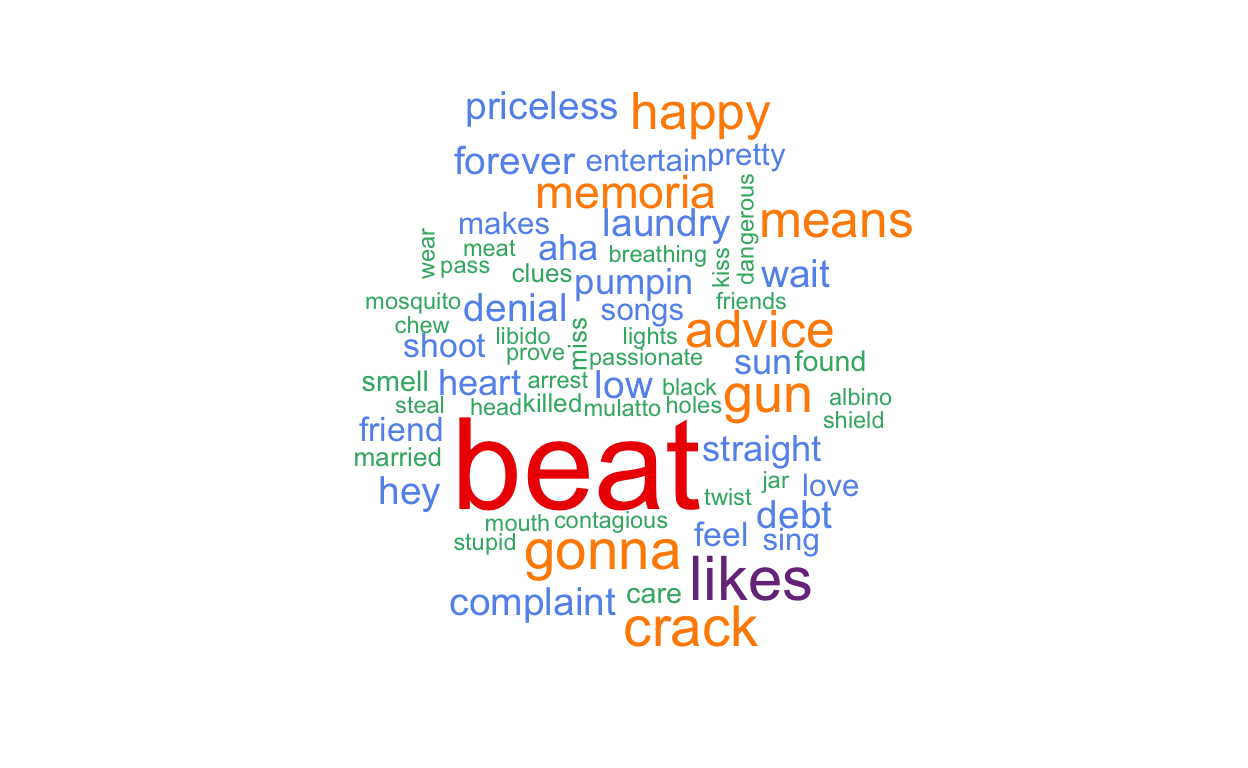 priceless happy
forever entertain pretty
memoria dangerous
makes laundry means
wear meat aha breathing kiss
pass clues pumpin wait
mosquito denial songs friends
chew libido miss lights advice
shoot prove passionate sun found
smell heart arrest low black gun albino
steal head killed mulatto holes shield
friend beat straight
married jar love
hey twist
mouth contagious debt
stupid gonna feel sing
likes
complaint care
crack